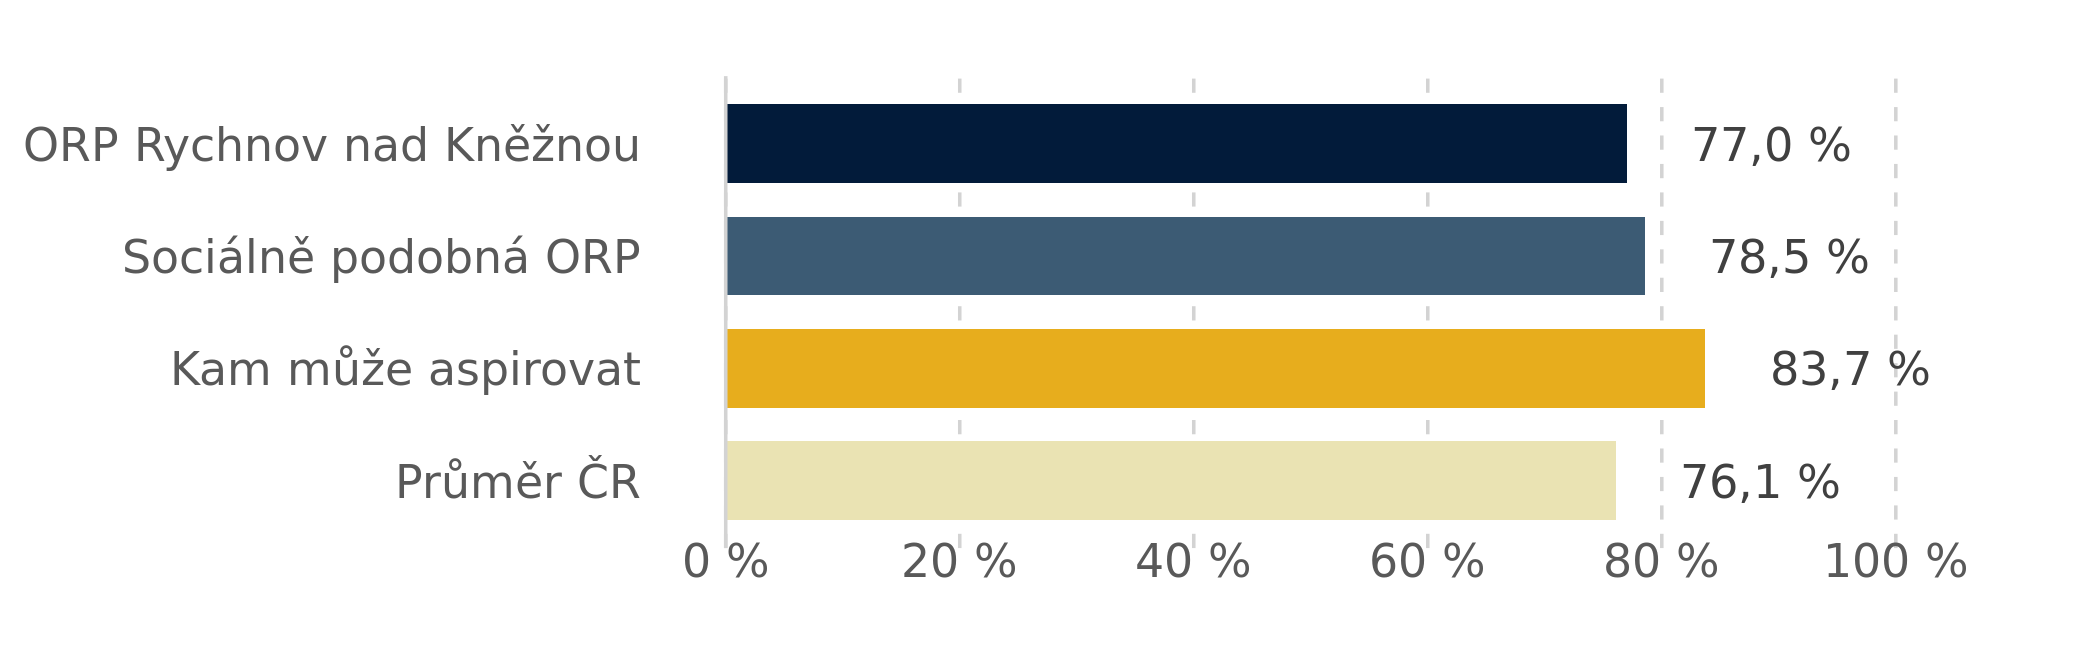 ORP Rychnov nad Kněžnou
77,0 %
Sociálně podobná ORP
78,5 %
Kam může aspirovat
83,7 %
Průměr ČR
76,1 %
0 %
20 %
40 %
60 %
80 %
100 %